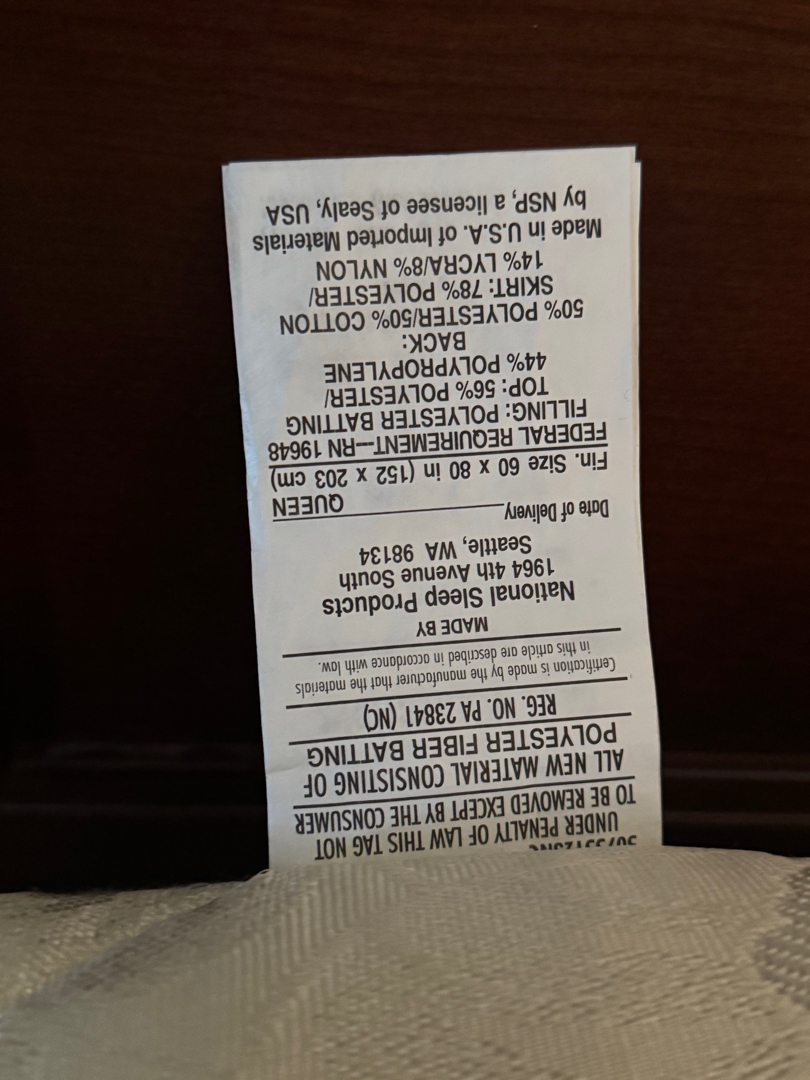 UNDER PENALTY OF LAW THIS TAG NOT
TO BE REMOVED EXCEPT BY THE CONSUMER
ALL NEW MATERIAL CONSISTING OF
POLYESTER FIBER BATTING
REG. NO. PA 23841 (NC)
Certification is made by the manufacturer that the materials
in this article are described in accordance with law.
MADE BY
National Sleep Products
1964 4th Avenue South
Seattle, WA 98134
Date of Delivery QUEEN
Fin. Size 60 x 80 in (152 x 203 cm)
FEDERAL REQUIREMENT—RN 19648
FILLING: POLYESTER BATTING
TOP: 56% POLYESTER/
44% POLYPROPYLENE
BACK:
50% POLYESTER/50% COTTON
SKIRT: 78% POLYESTER/
14% LYCRA/8% NYLON
Made in U.S.A. of Imported Materials
by NSP, a licensee of Sealy, USA